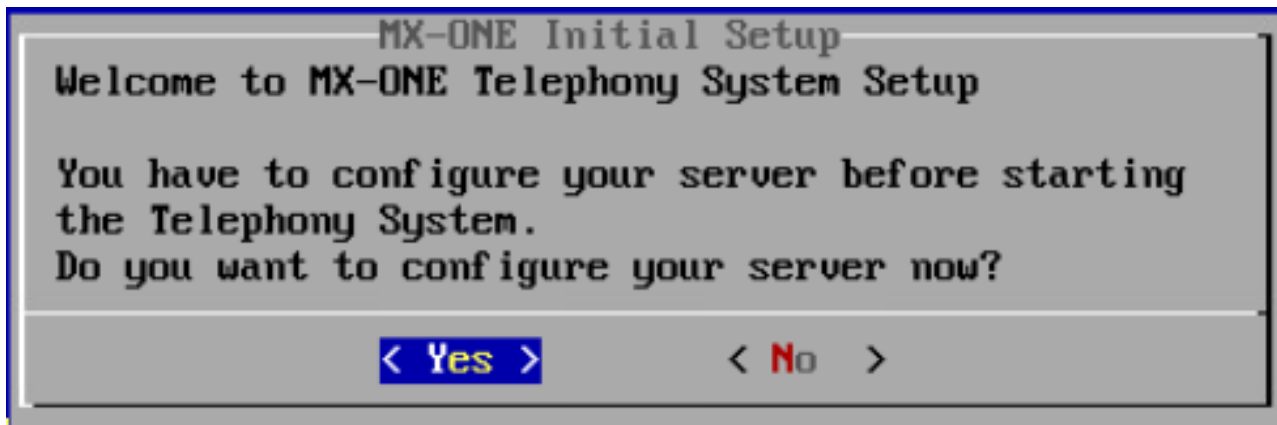 MX-ONE Initial Setup
Welcome to MX-ONE Telephony System Setup
You have to configure your server before starting
the Telephony System.
Do you want to configure your server now?
< Yes > < No >